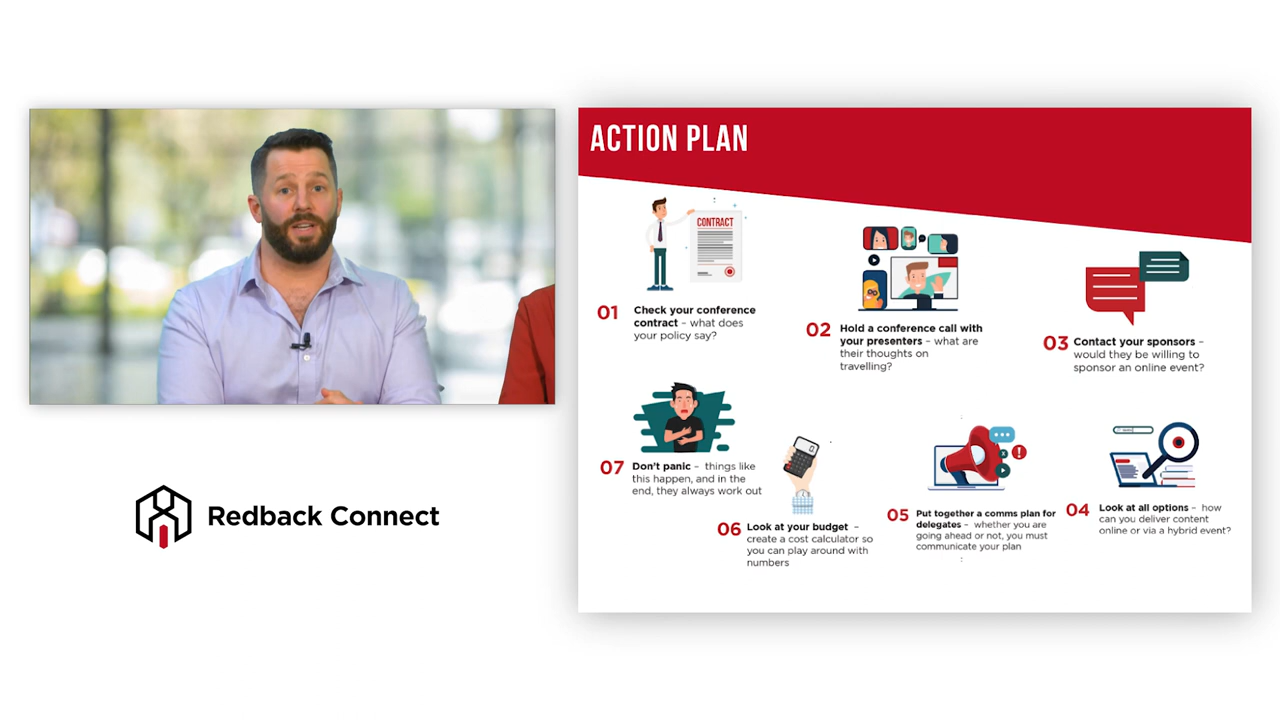 ACTION PLAN
CONTRACT
01
Check your conference
contract – what does
your policy say?
02
Hold a conference call with
your presenters – what are
their thoughts on
travelling?
03
Contact your sponsors –
would they be willing to
sponsor an online event?
07
Don't panic – things like
this happen, and in the
end, they always work out
06
Look at your budget –
create a cost calculator so
you can play around with
numbers
05
Put together a comms plan for
delegates – whether you are
going ahead or not, you must
communicate your plan
04
Look at all options – how
can you deliver content
online or via a hybrid event?
Redback Connect